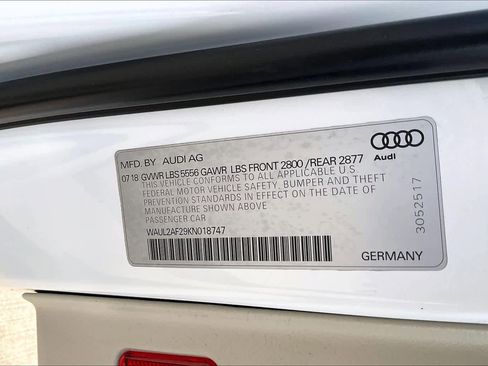 MFD. BY AUDI AG
07 18 GVWR LBS 5556 GAWR LBS FRONT 2800 /REAR 2877
THIS VEHICLE CONFORMS TO ALL APPLICABLE U.S.
FEDERAL MOTOR VEHICLE SAFETY, BUMPER AND THEFT
PREVENTION STANDARDS IN EFFECT ON THE DATE OF
MANUFACTURE SHOWN ABOVE
PASSENGER CAR
WAUL2AF29KN018747
Audi
3052517
GERMANY